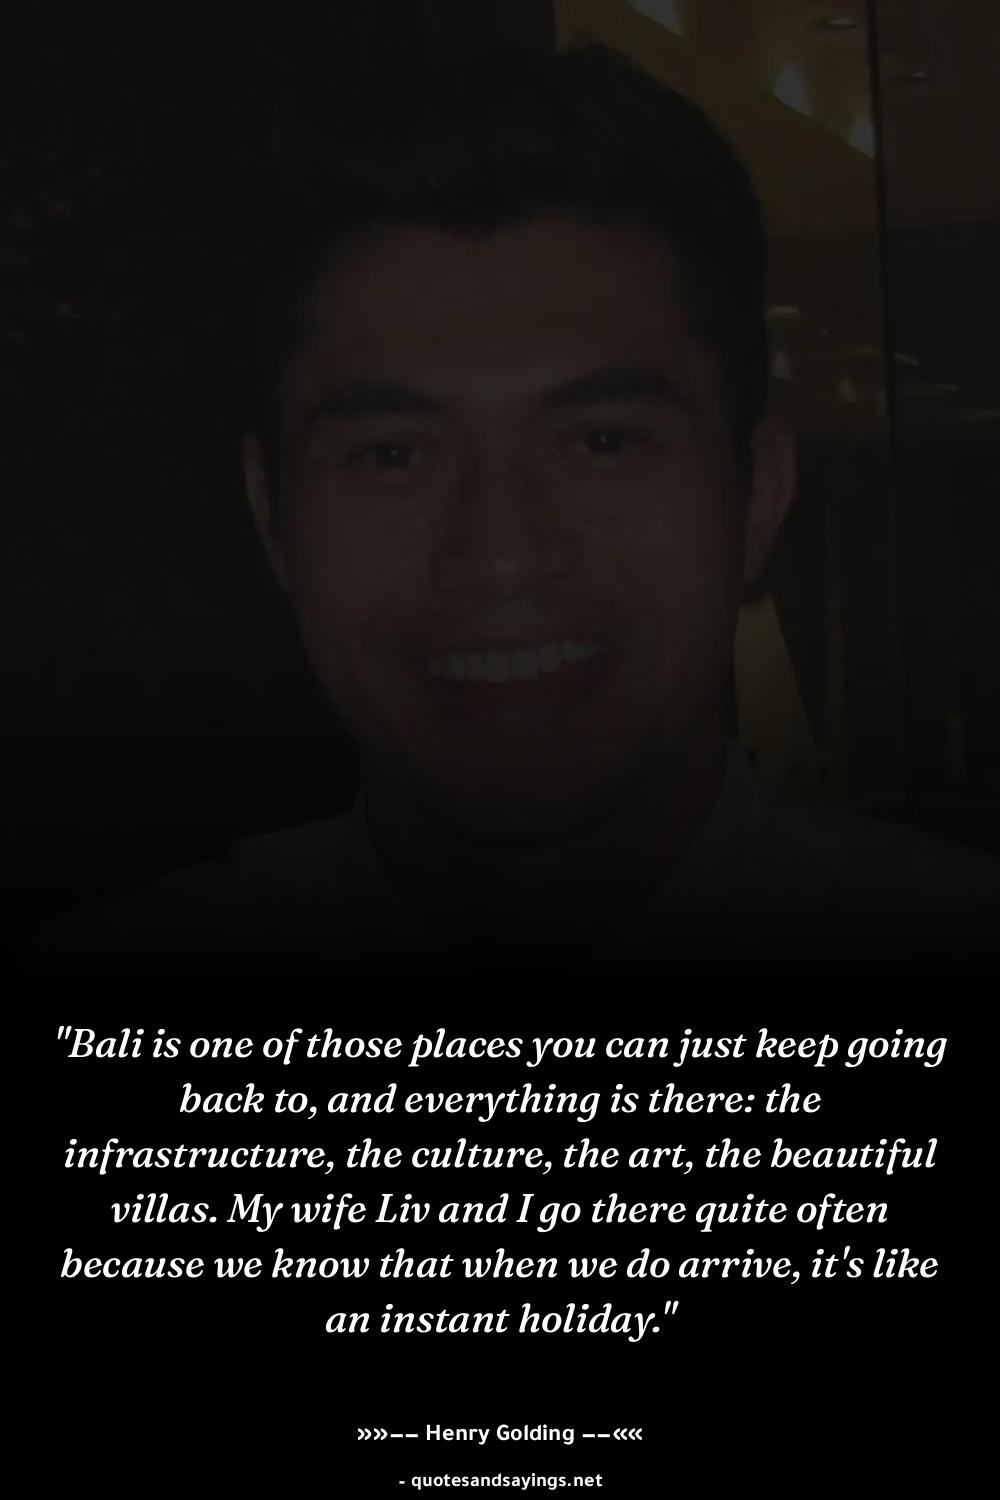 "Bali is one of those places you can just keep going
back to, and everything is there: the
infrastructure, the culture, the art, the beautiful
villas. My wife Liv and I go there quite often
because we know that when we do arrive, it's like
an instant holiday."
»»–– Henry Golding ––««
- quotesandsayings.net